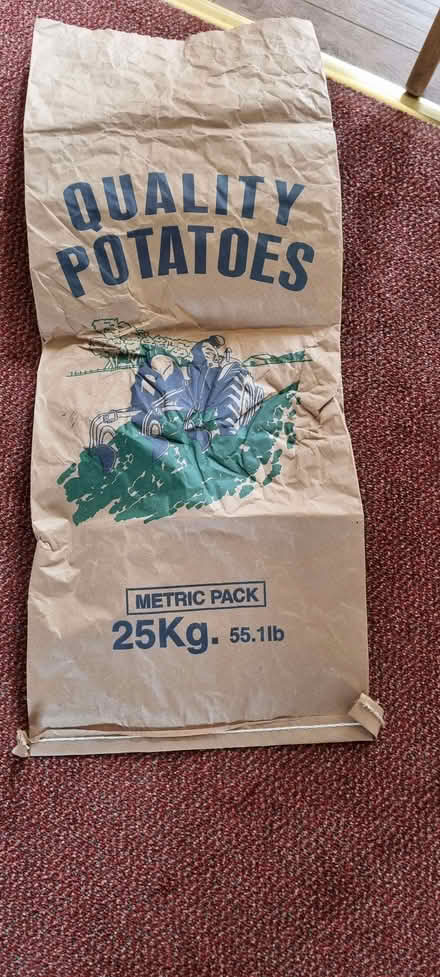 QUALITY
POTATOES
METRIC PACK
25Kg. 55.1lb